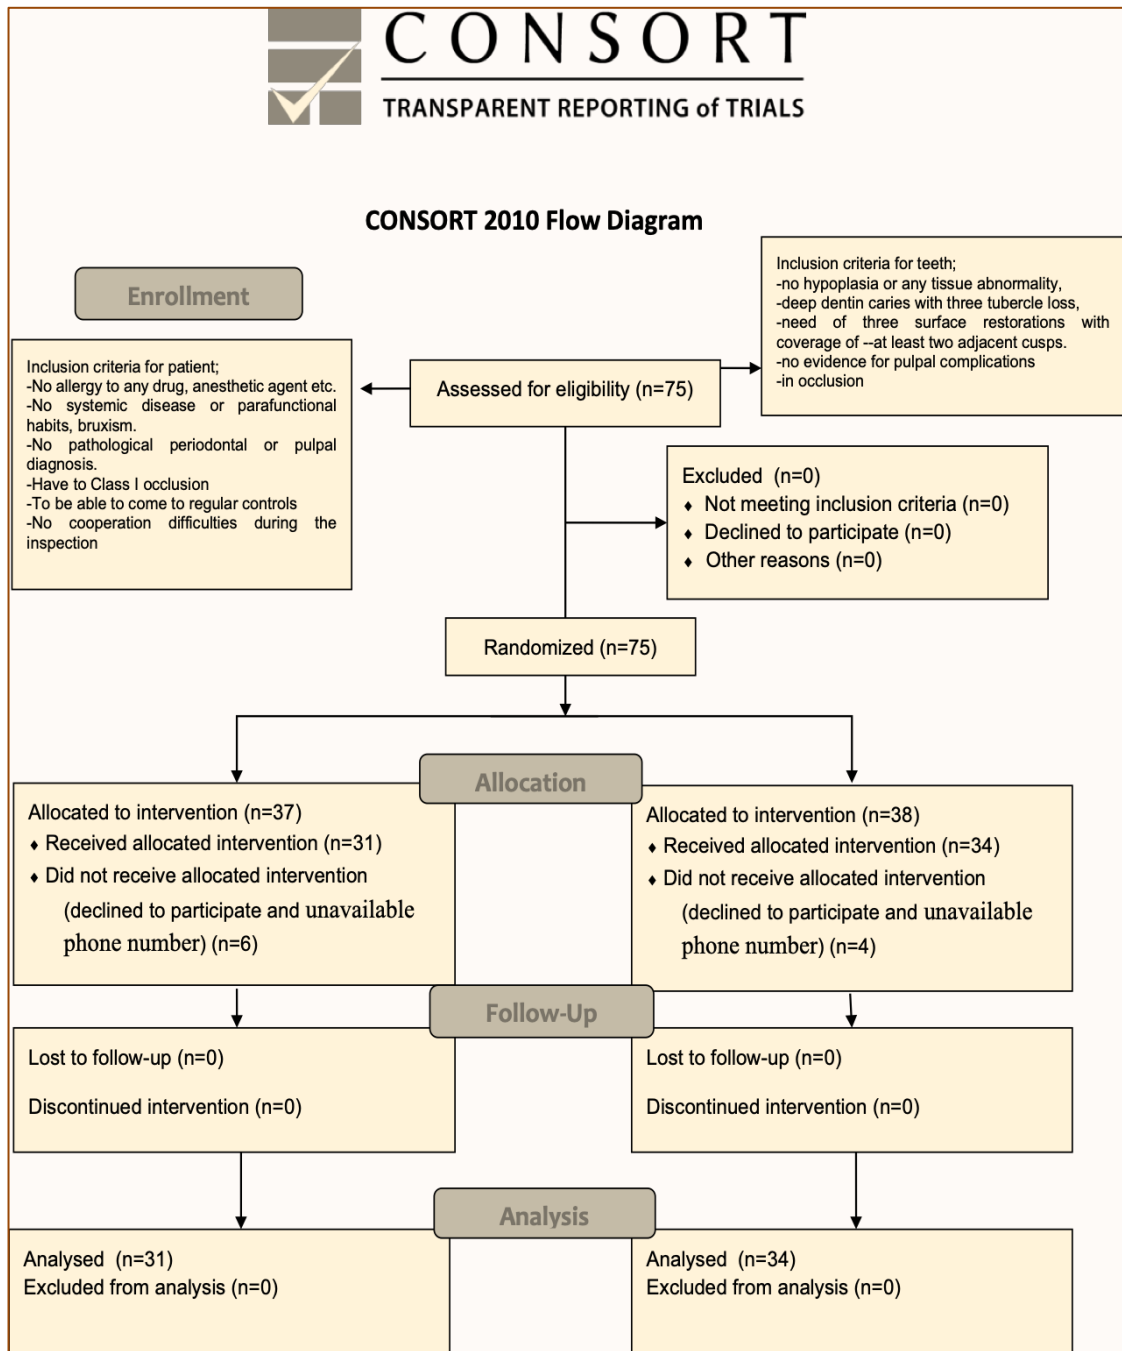 CONSORT
TRANSPARENT REPORTING of TRIALS
CONSORT 2010 Flow Diagram
Enrollment
Inclusion criteria for teeth;
-no hypoplasia or any tissue abnormality,
-deep dentin caries with three tubercle loss,
-need of three surface restorations with
coverage of --at least two adjacent cusps.
-no evidence for pulpal complications
-in occlusion
Inclusion criteria for patient;
-No allergy to any drug, anesthetic agent etc.
-No systemic disease or parafunctional
habits, bruxism.
-No pathological periodontal or pulpal
diagnosis.
-Have to Class I occlusion
-To be able to come to regular controls
-No cooperation difficulties during the
inspection
Assessed for eligibility (n=75)
Excluded (n=0)
♦ Not meeting inclusion criteria (n=0)
♦ Declined to participate (n=0)
♦ Other reasons (n=0)
Randomized (n=75)
Allocation
Allocated to intervention (n=37)
♦ Received allocated intervention (n=31)
♦ Did not receive allocated intervention
(declined to participate and unavailable
phone number) (n=6)
Allocated to intervention (n=38)
♦ Received allocated intervention (n=34)
♦ Did not receive allocated intervention
(declined to participate and unavailable
phone number) (n=4)
Follow-Up
Lost to follow-up (n=0)
Discontinued intervention (n=0)
Lost to follow-up (n=0)
Discontinued intervention (n=0)
Analysis
Analysed (n=31)
Excluded from analysis (n=0)
Analysed (n=34)
Excluded from analysis (n=0)